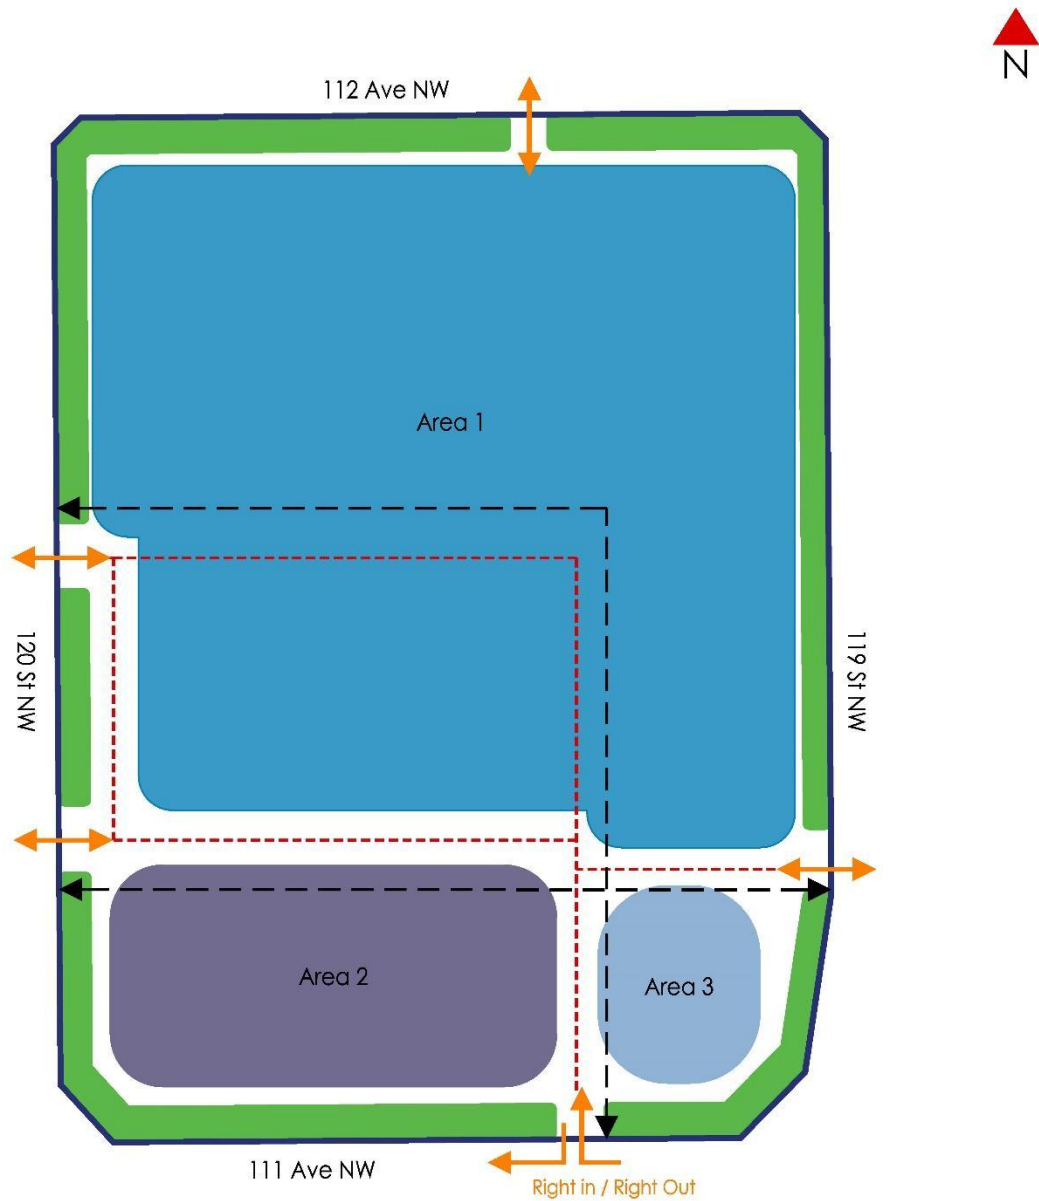 N
112 Ave NW
Area 1
120 St NW
119 St NW
Area 2
Area 3
111 Ave NW
Right in / Right Out